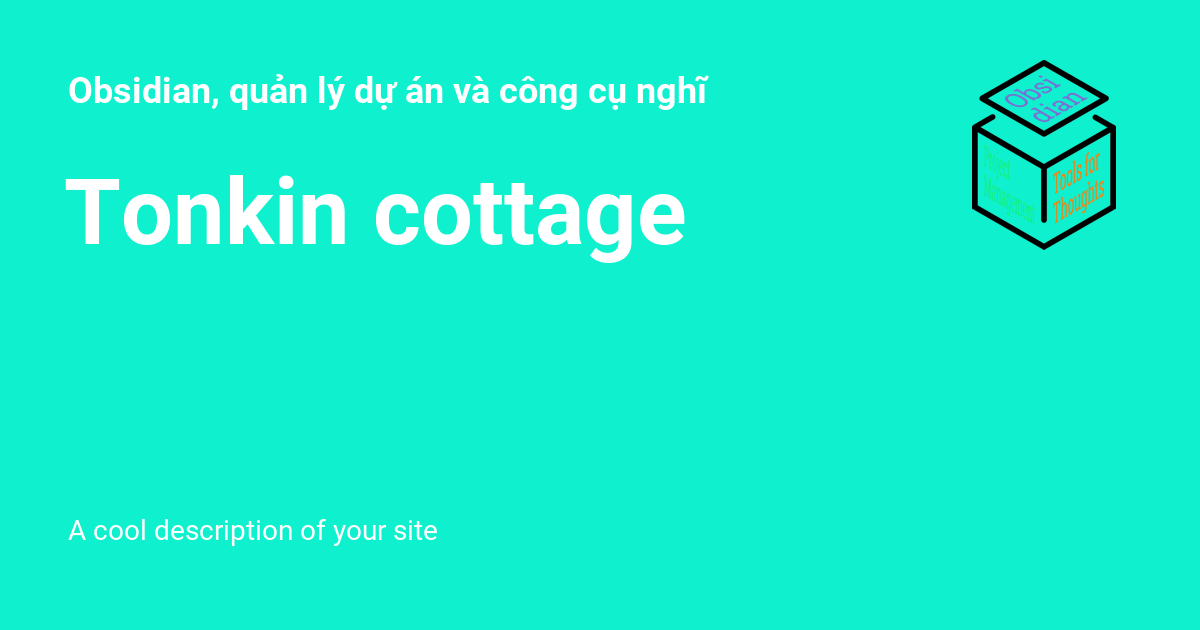 Obsidian, quản lý dự án và công cụ nghĩ
Tonkin cottage
Obsi
dian
Project
Management
Tools for
Thoughts
A cool description of your site